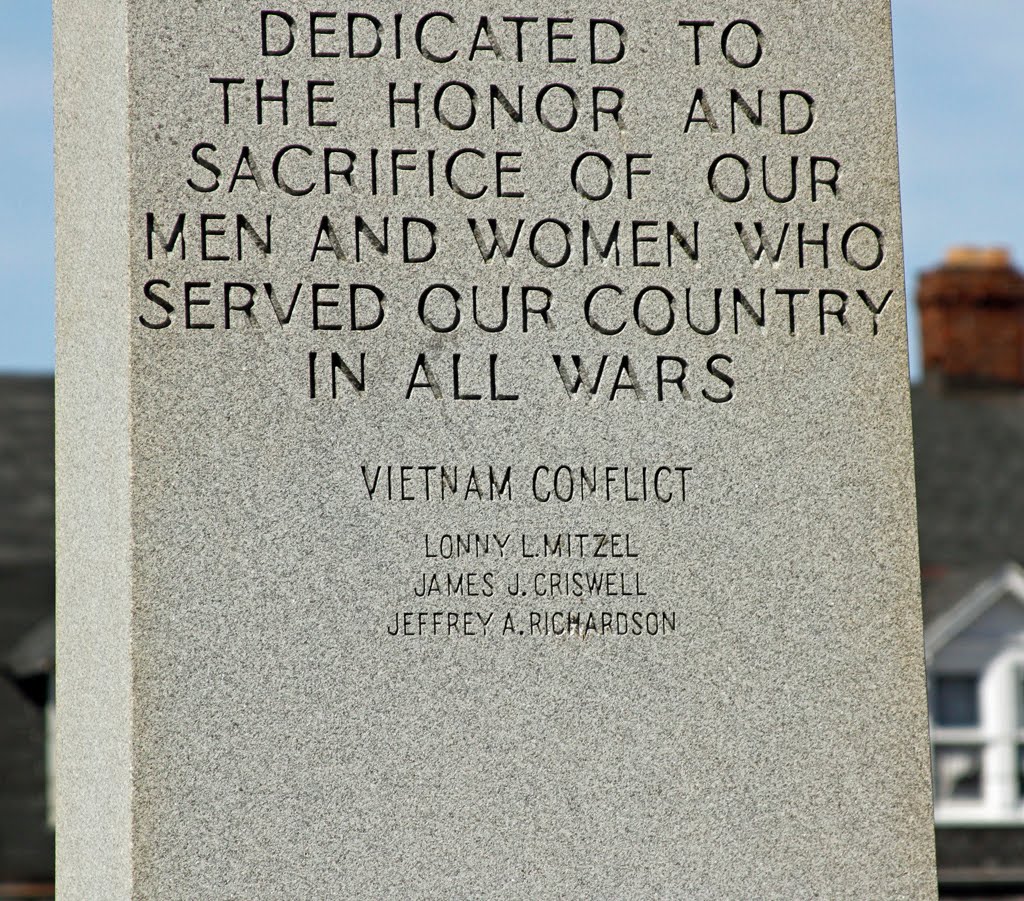 DEDICATED TO
THE HONOR AND
SACRIFICE OF OUR
MEN AND WOMEN WHO
SERVED OUR COUNTRY
IN ALL WARS
VIETNAM CONFLICT
LONNY L. MITZEL
JAMES J. CRISWELL
JEFFREY A. RICHARDSON